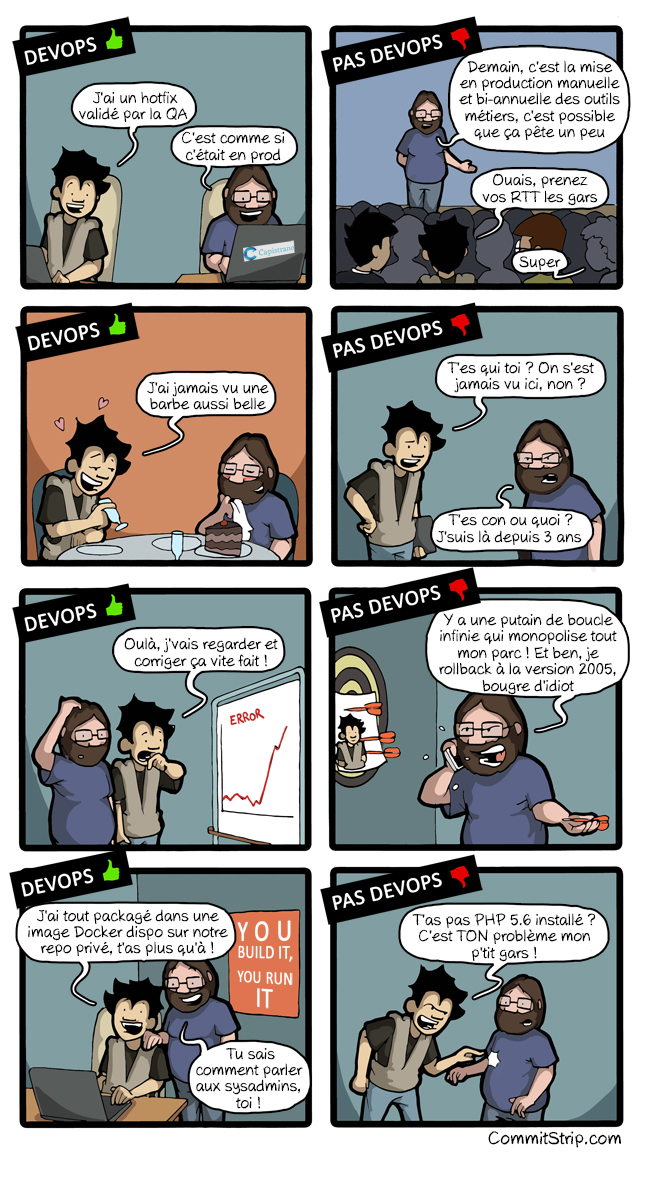 DEVOPS
J'ai un hotfix
validé par la QA
C'est comme si
c'était en prod
Capistrano
PAS DEVOPS
Demain, c'est la mise
en production manuelle
et bi-annuelle des outils
métiers, c'est possible
que ça pète un peu
Ouais, prenez
vos RTT les gars
Super
DEVOPS
J'ai jamais vu une
barbe aussi belle
PAS DEVOPS
T'es qui toi ? On s'est
jamais vu ici, non ?
T'es con ou quoi ?
J'suis là depuis 3 ans
DEVOPS
Oulà, j'vais regarder et
corriger ça vite fait !
ERROR
PAS DEVOPS
Y a une putain de boucle
infinie qui monopolise tout
mon parc ! Et ben, je
rollback à la version 2005,
bougre d'idiot
DEVOPS
J'ai tout packagé dans une
image Docker dispo sur notre
repo privé, t'as plus qu'à !
YOU
BUILD IT,
YOU RUN
IT
Tu sais
comment parler
aux sysadmins,
toi !
PAS DEVOPS
T'as pas PHP 5.6 installé ?
C'est TON problème mon
p'tit gars !
CommitStrip.com